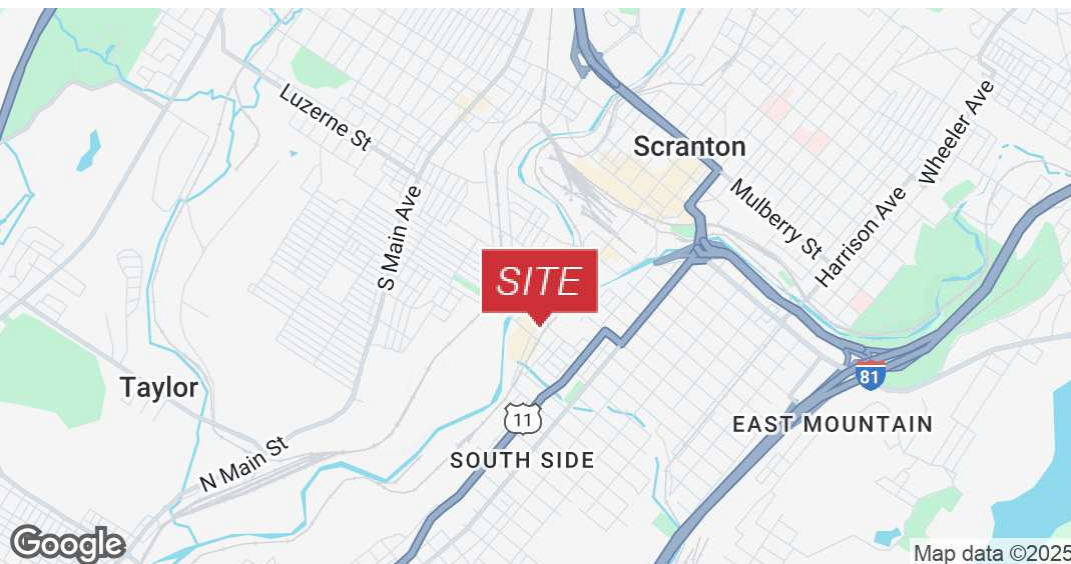 Scranton
Luzerne St
Wheeler Ave
Mulberry St
Harrison Ave
S Main Ave
SITE
Taylor
81
11
EAST MOUNTAIN
N Main St
SOUTH SIDE
Google
Map data ©2025